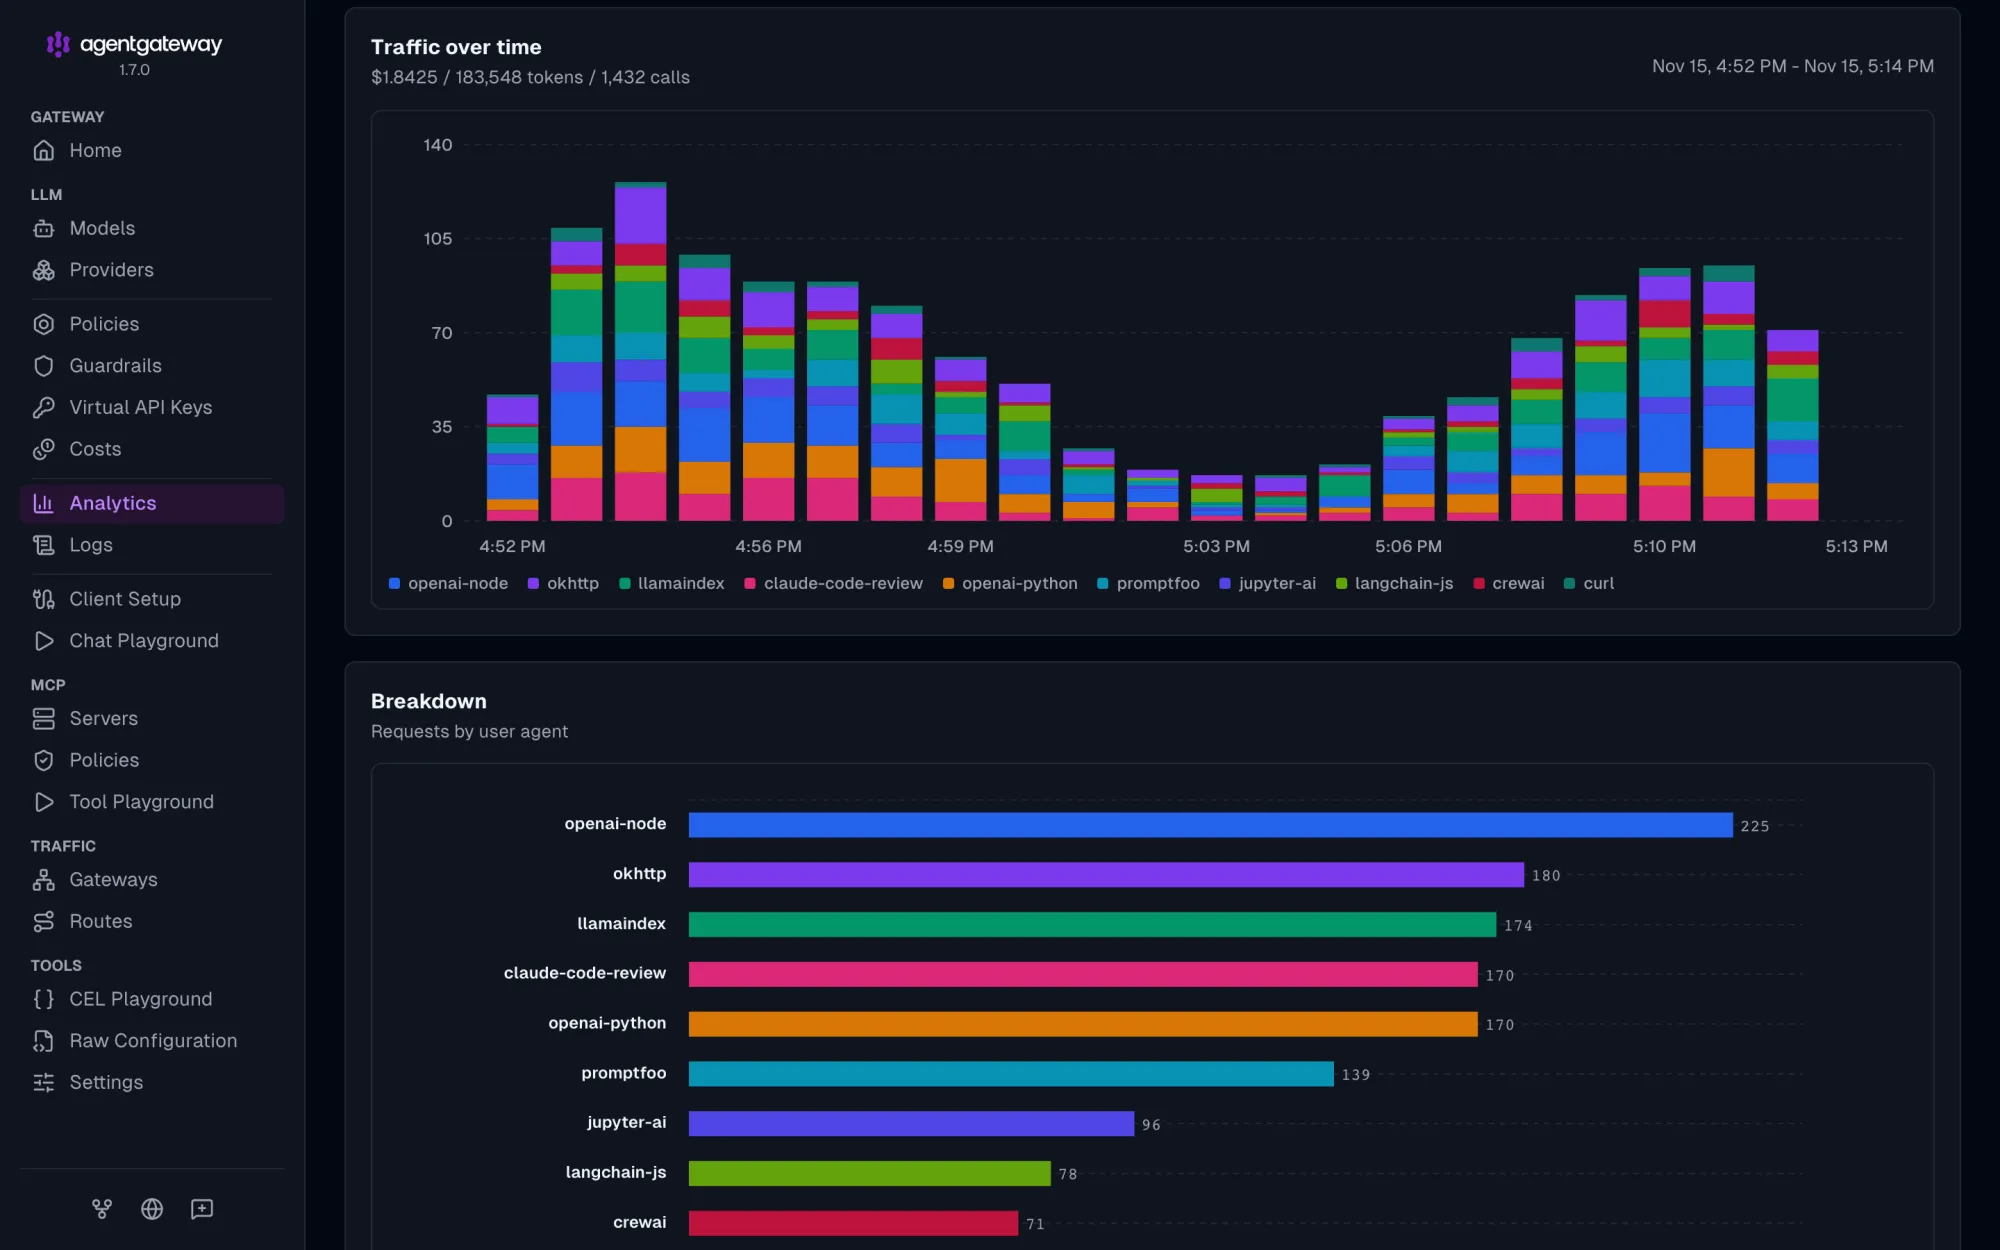 agentgateway
1.7.0
GATEWAY
Home
LLM
Models
Providers
Policies
Guardrails
Virtual API Keys
Costs
Analytics
Logs
Client Setup
Chat Playground
MCP
Servers
Policies
Tool Playground
TRAFFIC
Gateways
Routes
TOOLS
CEL Playground
Raw Configuration
Settings
Traffic over time
$1.8425 / 183,548 tokens / 1,432 calls
Nov 15, 4:52 PM - Nov 15, 5:14 PM
140
105
70
35
0
4:52 PM 4:56 PM 4:59 PM 5:03 PM 5:06 PM 5:10 PM 5:13 PM
openai-node okhttp llamaindex claude-code-review openai-python promptfoo jupyter-ai langchain-js crewai curl
Breakdown
Requests by user agent
openai-node 225
okhttp 180
llamaindex 174
claude-code-review 170
openai-python 170
promptfoo 139
jupyter-ai 96
langchain-js 78
crewai 71